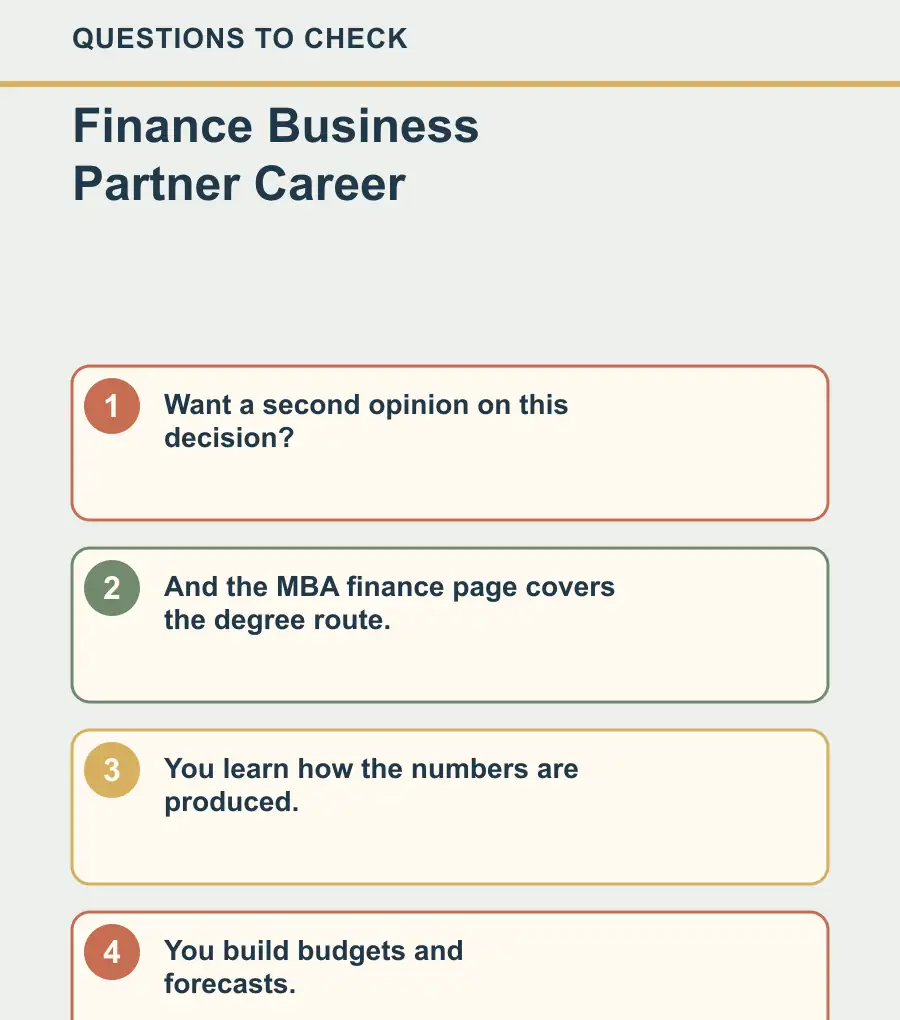 QUESTIONS TO CHECK
Finance Business
Partner Career
1
Want a second opinion on this
decision?
2
And the MBA finance page covers
the degree route.
3
You learn how the numbers are
produced.
4
You build budgets and
forecasts.